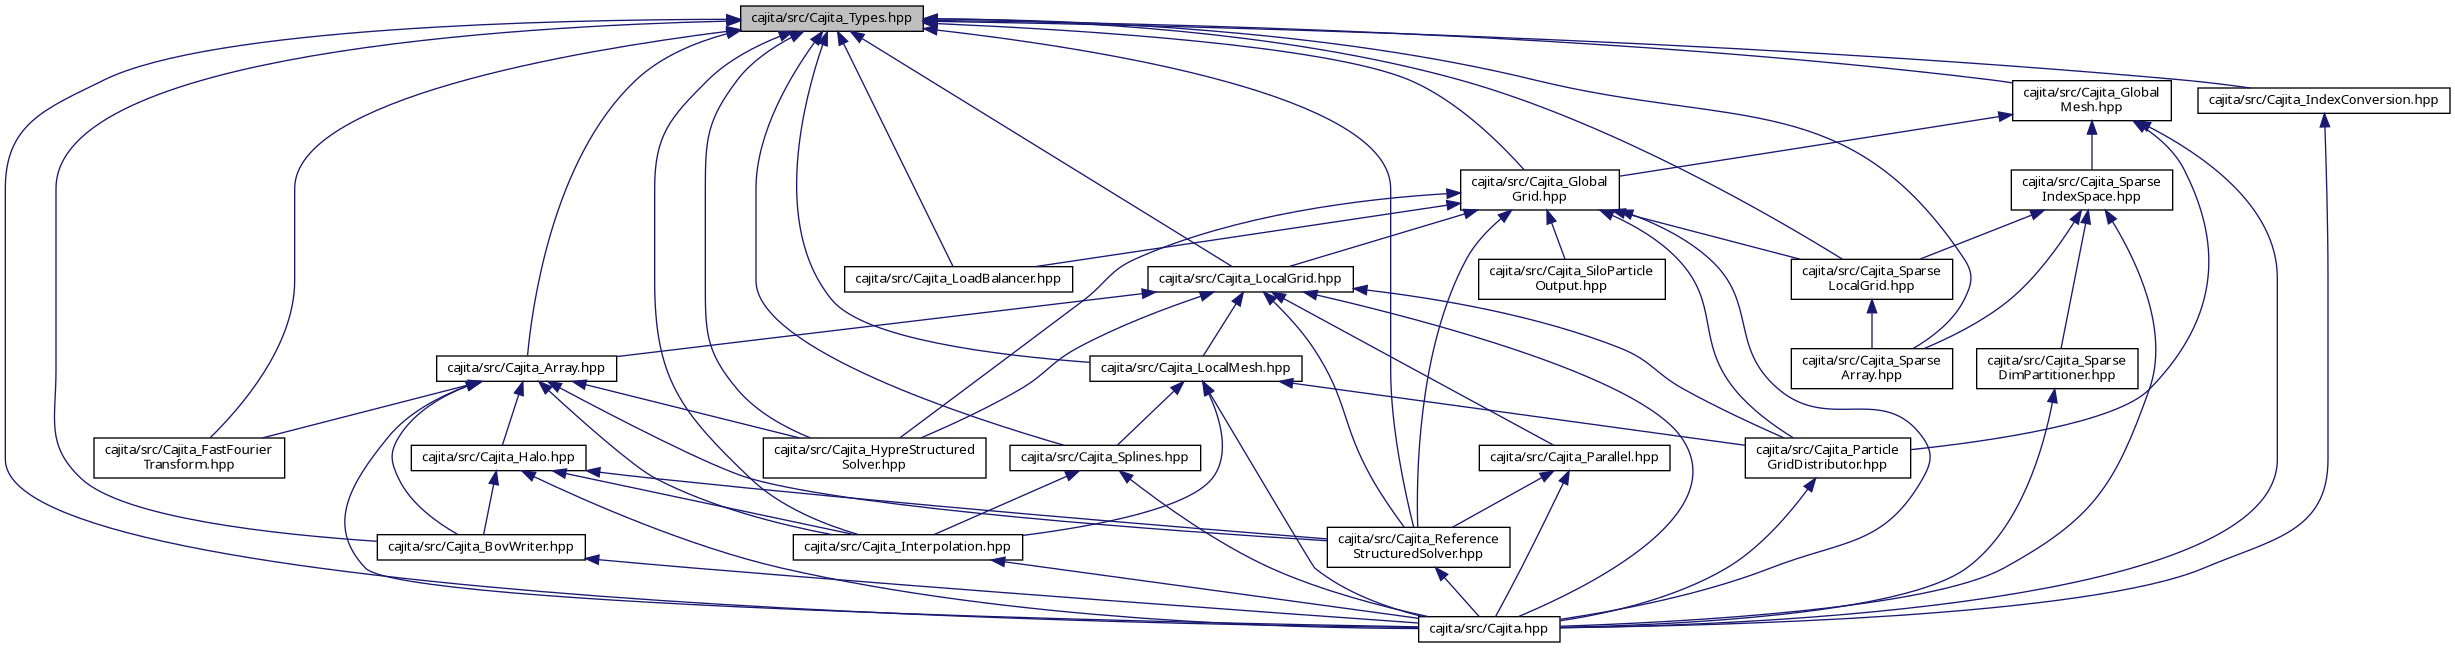 cajita/src/Cajita_Types.hpp
cajita/src/Cajita_Global
Mesh.hpp
cajita/src/Cajita_IndexConversion.hpp
cajita/src/Cajita_Global
Grid.hpp
cajita/src/Cajita_Sparse
IndexSpace.hpp
cajita/src/Cajita_LoadBalancer.hpp
cajita/src/Cajita_LocalGrid.hpp
cajita/src/Cajita_SiloParticle
Output.hpp
cajita/src/Cajita_Sparse
LocalGrid.hpp
cajita/src/Cajita_Array.hpp
cajita/src/Cajita_LocalMesh.hpp
cajita/src/Cajita_Sparse
Array.hpp
cajita/src/Cajita_Sparse
DimPartitioner.hpp
cajita/src/Cajita_FastFourier
Transform.hpp
cajita/src/Cajita_Halo.hpp
cajita/src/Cajita_HypreStructured
Solver.hpp
cajita/src/Cajita_Splines.hpp
cajita/src/Cajita_Parallel.hpp
cajita/src/Cajita_Particle
GridDistributor.hpp
cajita/src/Cajita_BovWriter.hpp
cajita/src/Cajita_Interpolation.hpp
cajita/src/Cajita_Reference
StructuredSolver.hpp
cajita/src/Cajita.hpp